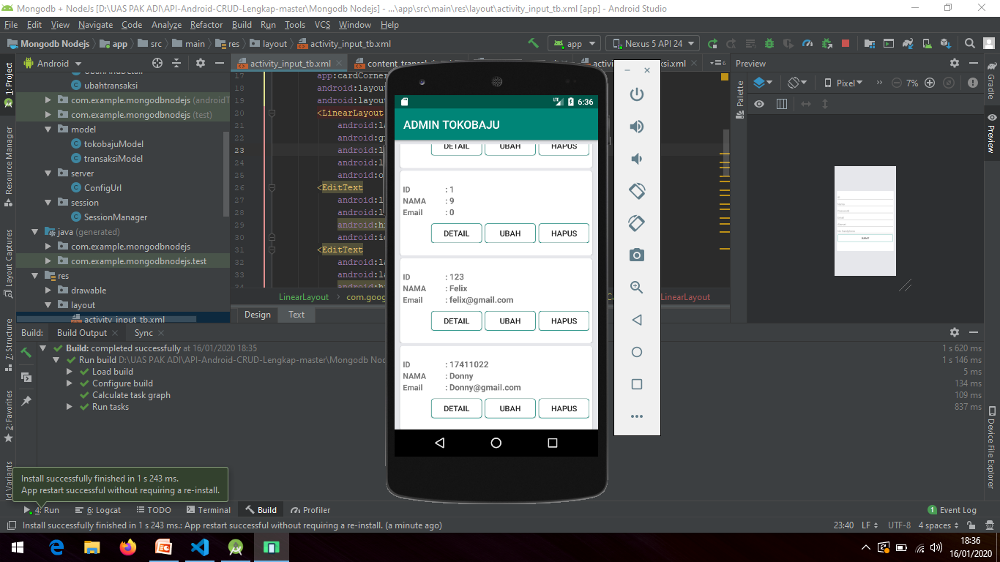 Mongodb + NodeJs [D:\UAS PAK ADI\API-Android-CRUD-Lengkap-master\Mongodb Nodejs] - ...\app\src\main\res\layout\activity_input_tb.xml [app] - Android Studio
File Edit View Navigate Code Analyze Refactor Build Run Tools VCS Window Help
Mongodb Nodejs app src main res layout activity_input_tb.xml
app Nexus 5 API 24
Android
activity_input_tb.xml
Preview
ubahtransaksi
com.example.mongodbnodejs (androidT
com.example.mongodbnodejs (test)
model
tokobajuModel
transaksiModel
server
ConfigUrl
session
SessionManager
java (generated)
com.example.mongodbnodejs
com.example.mongodbnodejs.test
res
drawable
layout
activity_input_tb.xml
1: Project
Resource Manager
Layout Captures
7: Structure
2: Favorites
17 app:cardCorner
18 android:layou
19 android:layou
20 <LinearLayout
21 android:la
22 android:gr
23 android:l
24 android:l
25 android:o
26 <EditText
27 android:l
28 android:l
29 android:hi
30 android:id
31 <EditText
32 android:la
33 android:la
34 android:hi
LinearLayout com.goog
LinearLayout
Design Text
6:36
ADMIN TOKOBAJU
DETAIL UBAH HAPUS
ID : 1
NAMA : 9
Email : 0
DETAIL UBAH HAPUS
ID : 123
NAMA : Felix
Email : felix@gmail.com
DETAIL UBAH HAPUS
ID : 17411022
NAMA : Donny
Email : Donny@gmail.com
DETAIL UBAH HAPUS
Palette
Pixel 7%
Gradle
Preview
Device File Explorer
Build: Build Output Sync
Build: completed successfully at 16/01/2020 18:35 1 s 620 ms
Run build D:\UAS PAK ADI\API-Android-CRUD-Lengkap-master\Mongodb Nod 1 s 146 ms
Load build 5 ms
Configure build 134 ms
Calculate task graph 109 ms
Run tasks 837 ms
Install successfully finished in 1 s 243 ms.
App restart successful without requiring a re-install.
4: Run 6: Logcat TODO Terminal Build Profiler 1 Event Log
Install successfully finished in 1 s 243 ms.: App restart successful without requiring a re-install. (a minute ago) 23:40 LF UTF-8 4 spaces
18:36
16/01/2020